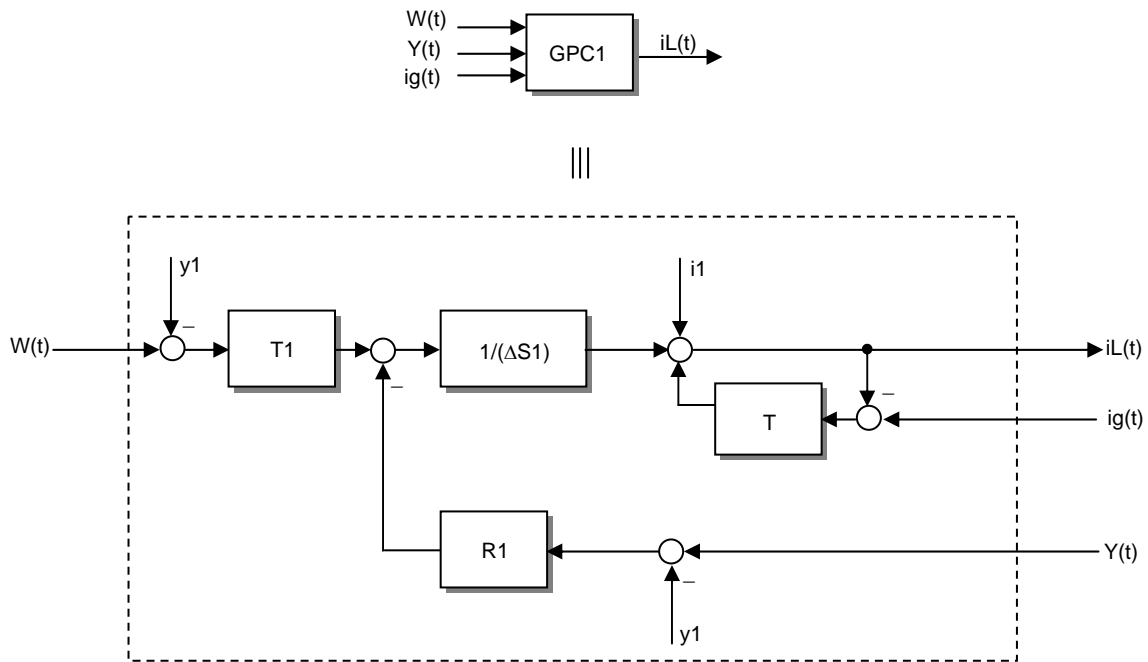 W(t)
Y(t)
ig(t)
GPC1
iL(t)
|||
y1
i1
W(t)
–
T1
–
1/(ΔS1)
iL(t)
–
T
ig(t)
R1
Y(t)
–
y1